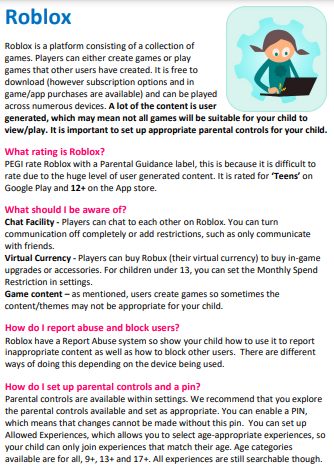 Roblox
Roblox is a platform consisting of a collection of
games. Players can either create games or play
games that other users have created. It is free to
download (however subscription options and in
game/app purchases are available) and can be played
across numerous devices. A lot of the content is user
generated, which may mean not all games will be suitable for your child to
view/play. It is important to set up appropriate parental controls for your child.
What rating is Roblox?
PEGI rate Roblox with a Parental Guidance label, this is because it is difficult to
rate due to the huge level of user generated content. It is rated for ‘Teens’ on
Google Play and 12+ on the App store.
What should I be aware of?
Chat Facility - Players can chat to each other on Roblox. You can turn
communication off completely or add restrictions, such as only communicate
with friends.
Virtual Currency - Players can buy Robux (their virtual currency) to buy in-game
upgrades or accessories. For children under 13, you can set the Monthly Spend
Restriction in settings.
Game content – as mentioned, users create games so sometimes the
content/themes may not be appropriate for your child.
How do I report abuse and block users?
Roblox have a Report Abuse system so show your child how to use it to report
inappropriate content as well as how to block other users.  There are different
ways of doing this depending on the device being used.
How do I set up parental controls and a pin?
Parental controls are available within settings. We recommend that you explore
the parental controls available and set as appropriate. You can enable a PIN,
which means that changes cannot be made without this pin.  You can set up
Allowed Experiences, which allows you to select age-appropriate experiences, so
your child can only join experiences that match their age. Age categories
available are for all, 9+, 13+ and 17+. All experiences are still searchable though.